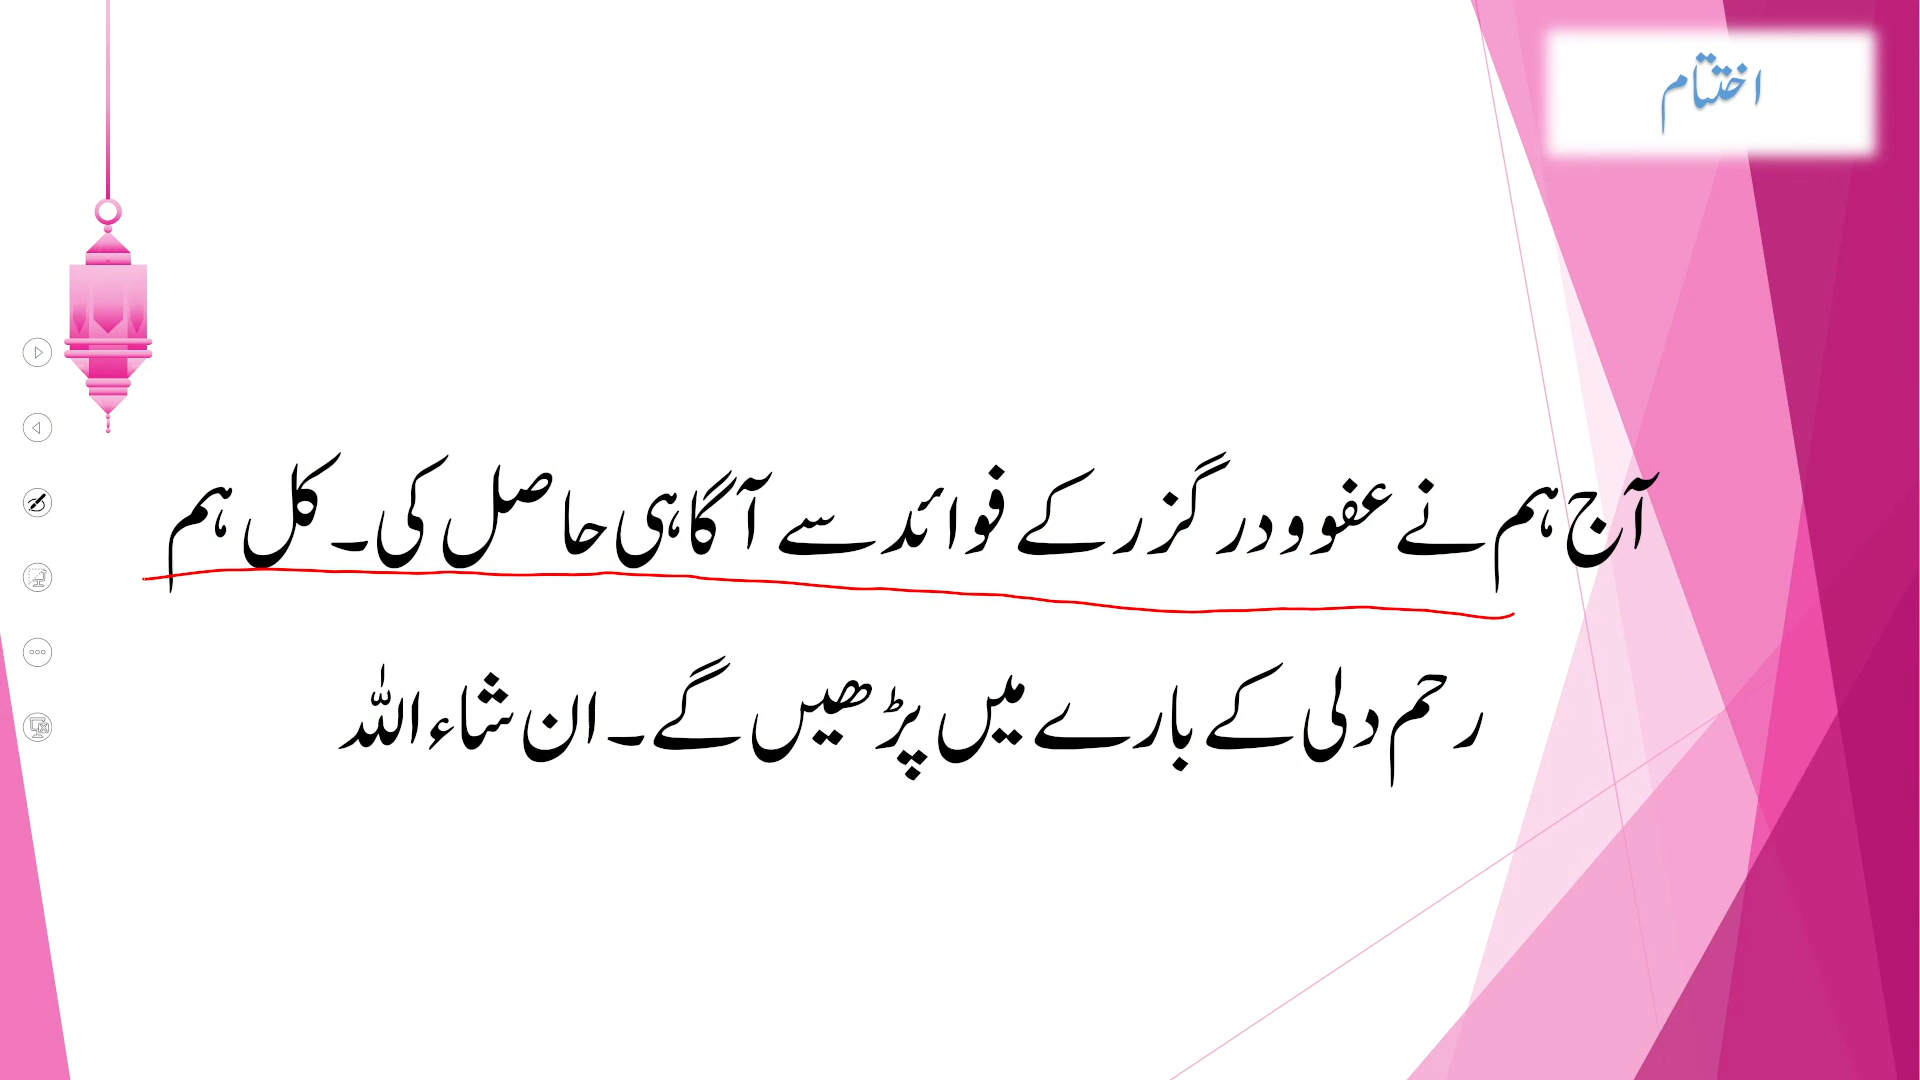 اختتام
آج ہم نے عفو و درگزر کے فوائد سے آگاہی حاصل کی۔ کل ہم
رحم دلی کے بارے میں پڑھیں گے۔ ان شاء اللہ